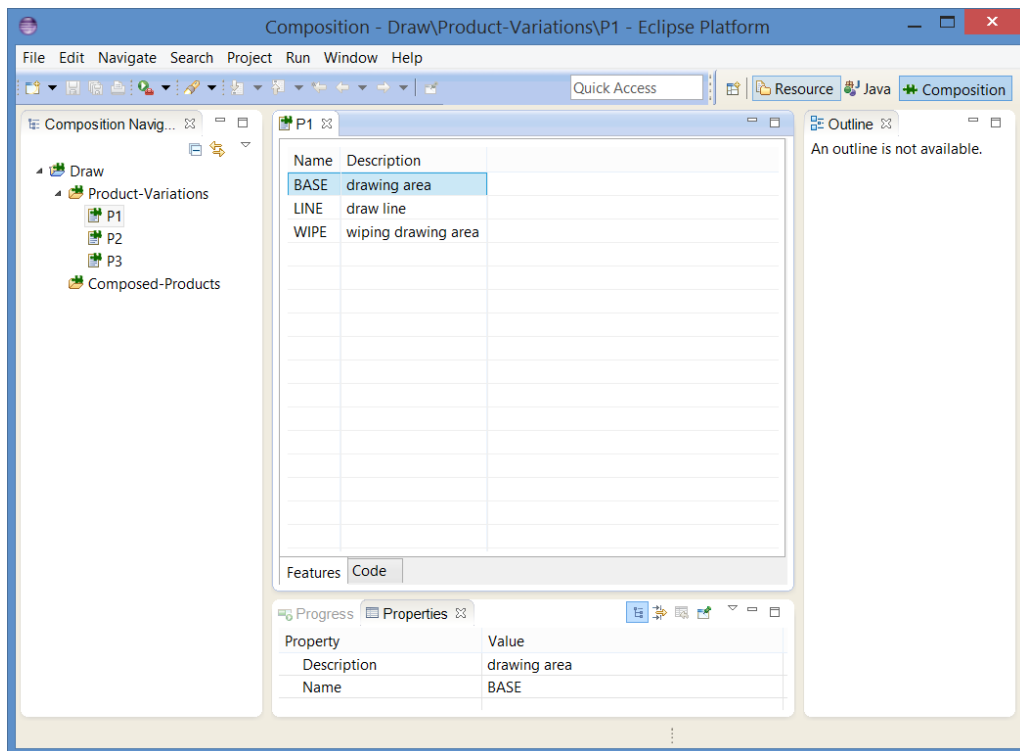 Composition - Draw\Product-Variations\P1 - Eclipse Platform
File Edit Navigate Search Project Run Window Help
Quick Access
Resource
Java
Composition
Composition Navig...
Draw
Product-Variations
P1
P2
P3
Composed-Products
P1
Name Description
BASE drawing area
LINE draw line
WIPE wiping drawing area
Features Code
Progress Properties
Property Value
Description drawing area
Name BASE
Outline
An outline is not available.